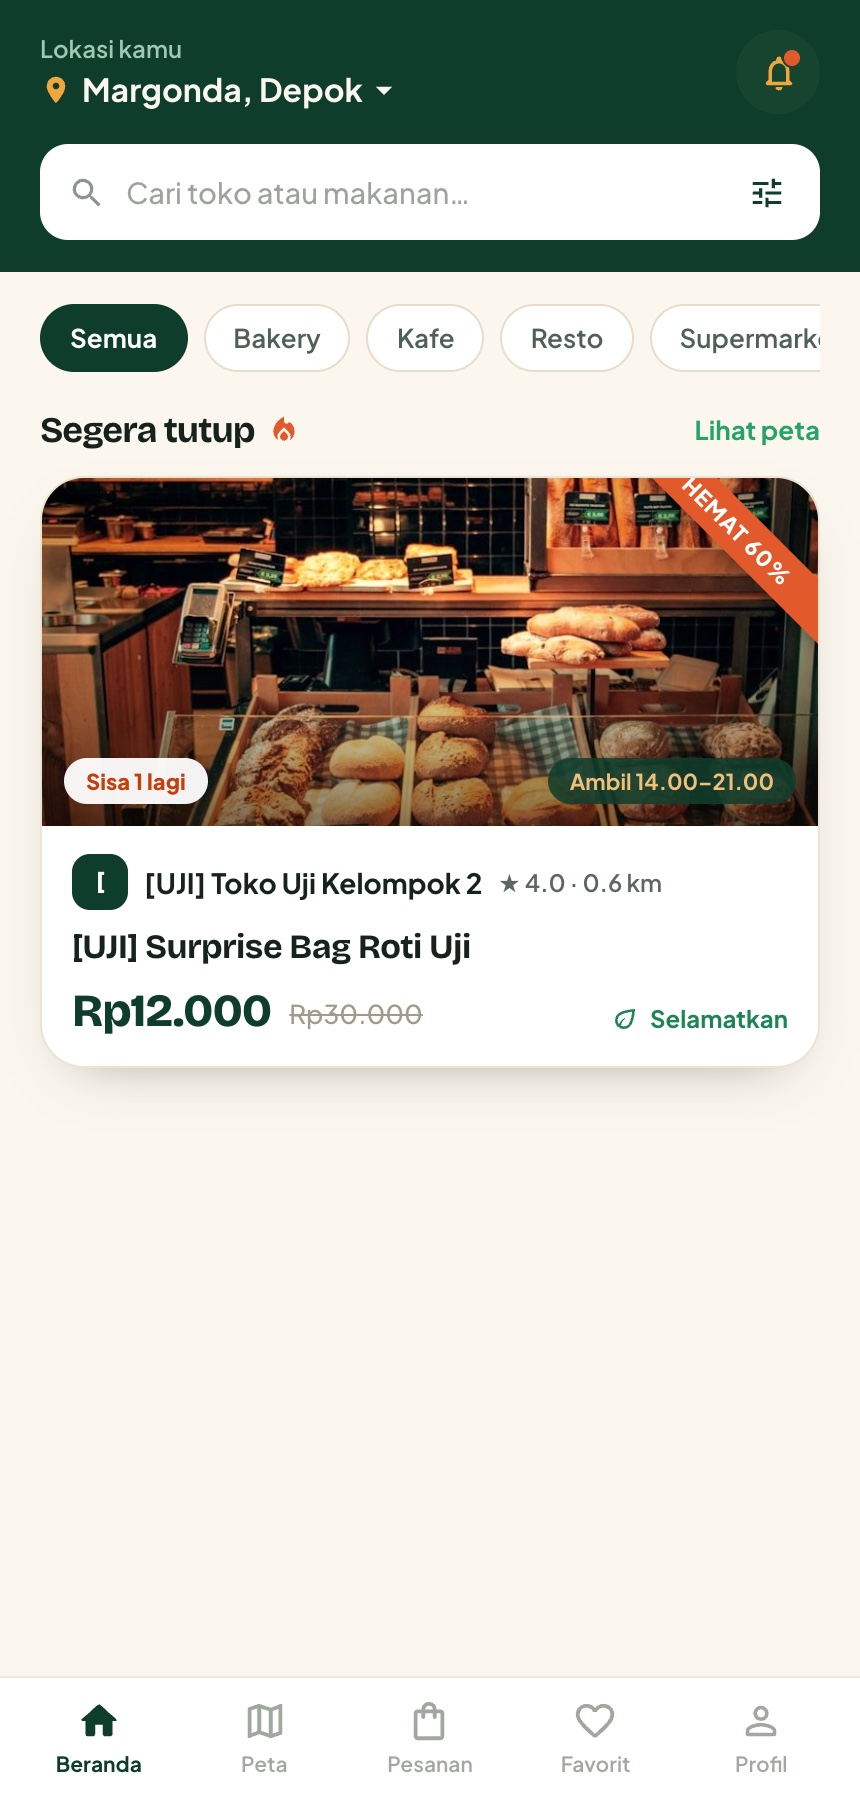 Lokasi kamu
Margonda, Depok
Cari toko atau makanan...
Semua
Bakery
Kafe
Resto
Supermark
Segera tutup
Lihat peta
HEMAT 60%
Sisa 1 lagi
Ambil 14.00–21.00
[
[UJI] Toko Uji Kelompok 2
★ 4.0 · 0.6 km
[UJI] Surprise Bag Roti Uji
Rp12.000
Rp30.000
Selamatkan
Beranda
Peta
Pesanan
Favorit
Profil